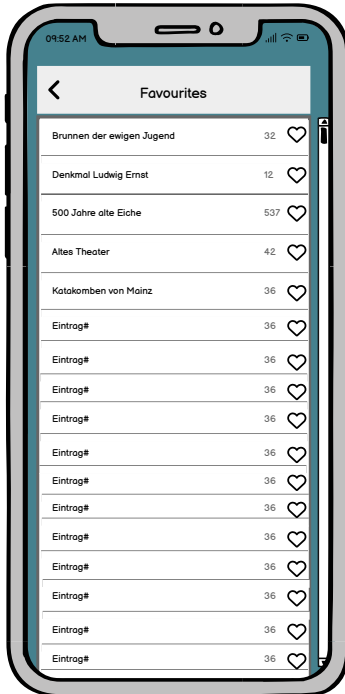 09:52 AM
Favourites
Brunnen der ewigen Jugend 32
Denkmal Ludwig Ernst 12
500 Jahre alte Eiche 537
Altes Theater 42
Katakomben von Mainz 36
Eintrag# 36
Eintrag# 36
Eintrag# 36
Eintrag# 36
Eintrag# 36
Eintrag# 36
Eintrag# 36
Eintrag# 36
Eintrag# 36
Eintrag# 36
Eintrag# 36
Eintrag# 36